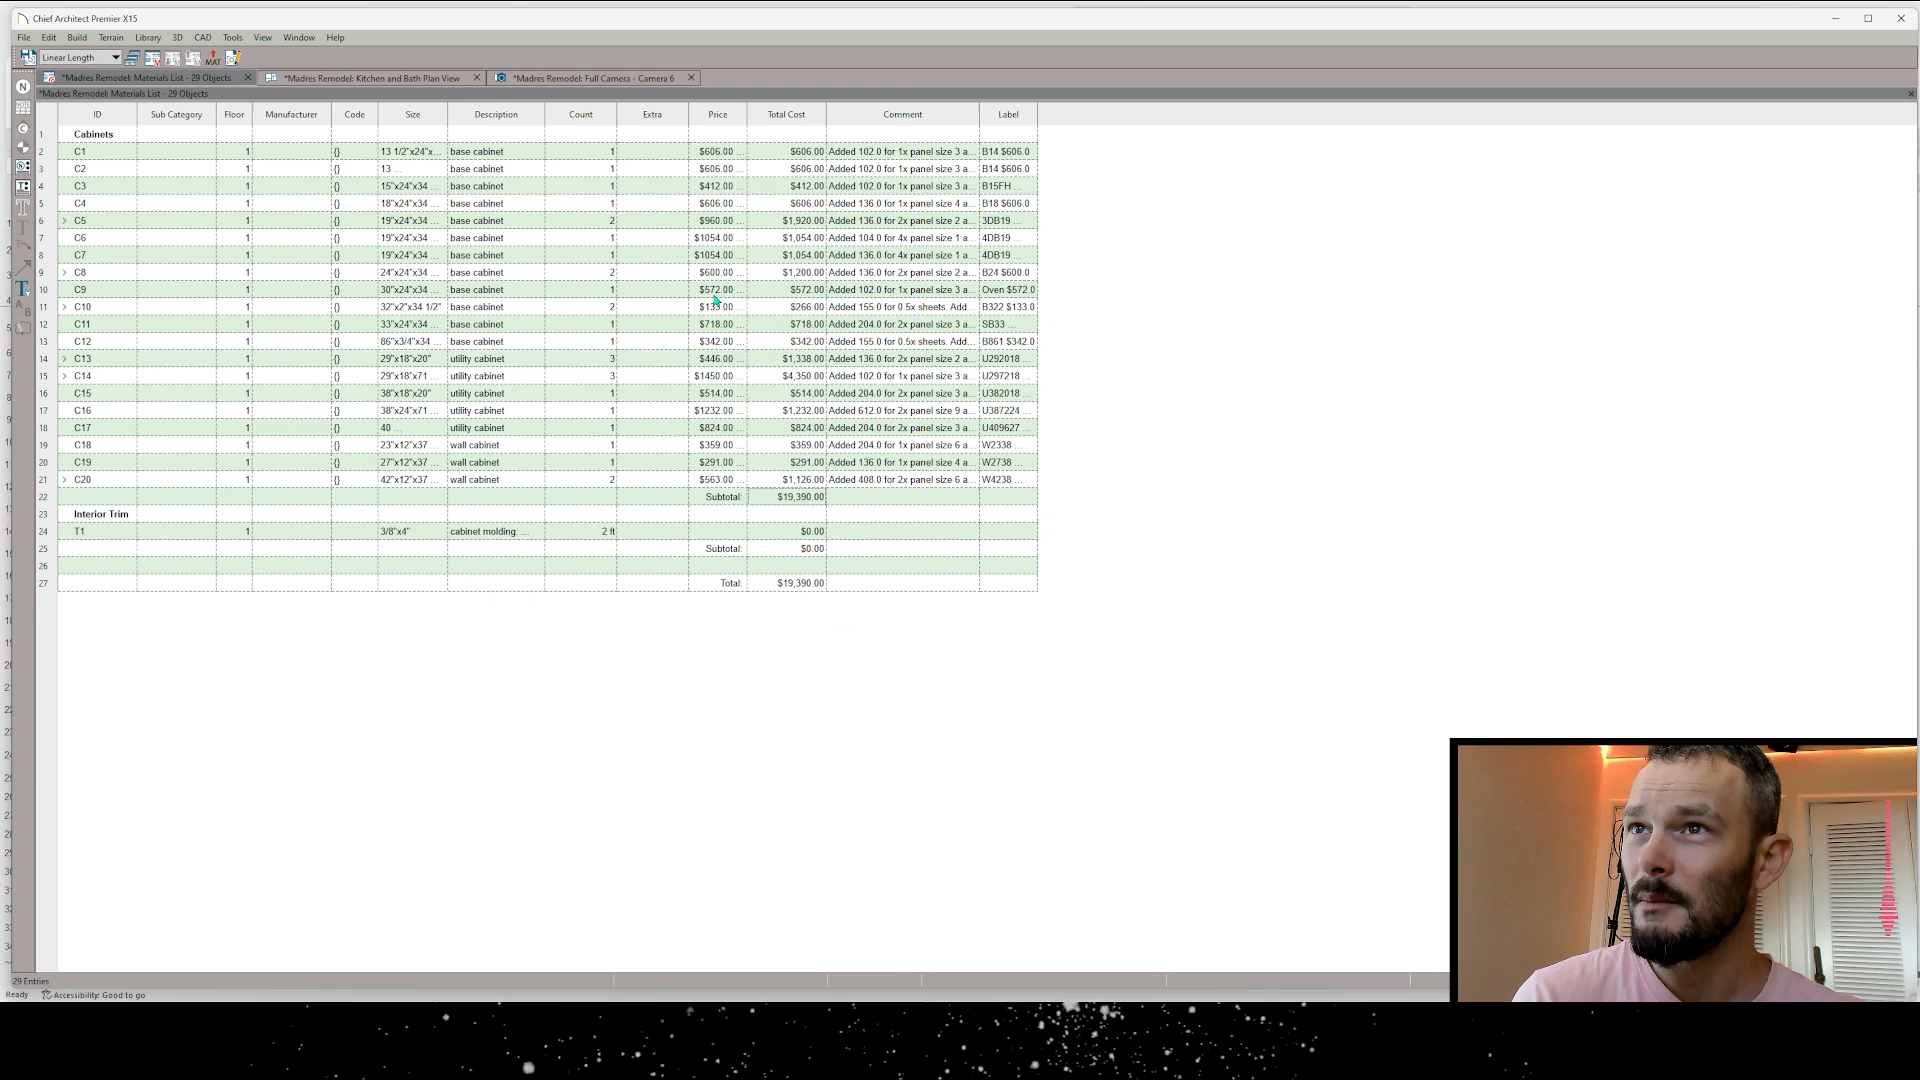 Chief Architect Premier X15
File Edit Build Terrain Library 3D CAD Tools View Window Help
Linear Length MAT
*Madres Remodel: Materials List - 29 Objects *Madres Remodel: Kitchen and Bath Plan View *Madres Remodel: Full Camera - Camera 6
*Madres Remodel: Materials List - 29 Objects
ID Sub Category Floor Manufacturer Code Size Description Count Extra Price Total Cost Comment Label
1 Cabinets
2 C1 1 {} 13 1/2"x24"x... base cabinet 1 $606.00 ... $606.00 Added 102.0 for 1x panel size 3 a... B14 $606.0
3 C2 1 {} 13 ... base cabinet 1 $606.00 ... $606.00 Added 102.0 for 1x panel size 3 a... B14 $606.0
4 C3 1 {} 15"x24"x34 ... base cabinet 1 $412.00 ... $412.00 Added 102.0 for 1x panel size 3 a... B15FH ...
5 C4 1 {} 18"x24"x34 ... base cabinet 1 $606.00 ... $606.00 Added 136.0 for 1x panel size 4 a... B18 $606.0
6 > C5 1 {} 19"x24"x34 ... base cabinet 2 $960.00 ... $1,920.00 Added 136.0 for 2x panel size 2 a... 3DB19 ...
7 C6 1 {} 19"x24"x34 ... base cabinet 1 $1054.00 ... $1,054.00 Added 104.0 for 4x panel size 1 a... 4DB19 ...
8 C7 1 {} 19"x24"x34 ... base cabinet 1 $1054.00 ... $1,054.00 Added 136.0 for 4x panel size 1 a... 4DB19 ...
9 > C8 1 {} 24"x24"x34 ... base cabinet 2 $600.00 ... $1,200.00 Added 136.0 for 2x panel size 2 a... B24 $600.0
10 C9 1 {} 30"x24"x34 ... base cabinet 1 $572.00 ... $572.00 Added 102.0 for 1x panel size 3 a... Oven $572.0
11 > C10 1 {} 32"x2"x34 1/2" base cabinet 2 $133.00 ... $266.00 Added 155.0 for 0.5x sheets. Add... B322 $133.0
12 C11 1 {} 33"x24"x34 ... base cabinet 1 $718.00 ... $718.00 Added 204.0 for 2x panel size 3 a... SB33 ...
13 C12 1 {} 86"x3/4"x34 ... base cabinet 1 $342.00 ... $342.00 Added 155.0 for 0.5x sheets. Add... B861 $342.0
14 > C13 1 {} 29"x18"x20" utility cabinet 3 $446.00 ... $1,338.00 Added 136.0 for 2x panel size 2 a... U292018 ...
15 > C14 1 {} 29"x18"x71 ... utility cabinet 3 $1450.00 ... $4,350.00 Added 102.0 for 1x panel size 3 a... U297218 ...
16 C15 1 {} 38"x18"x20" utility cabinet 1 $514.00 ... $514.00 Added 204.0 for 2x panel size 3 a... U382018 ...
17 C16 1 {} 38"x24"x71 ... utility cabinet 1 $1232.00 ... $1,232.00 Added 612.0 for 2x panel size 9 a... U387224 ...
18 C17 1 {} 40 ... utility cabinet 1 $824.00 ... $824.00 Added 204.0 for 2x panel size 3 a... U409627 ...
19 C18 1 {} 23"x12"x37 ... wall cabinet 1 $359.00 ... $359.00 Added 204.0 for 1x panel size 6 a... W2338 ...
20 C19 1 {} 27"x12"x37 ... wall cabinet 1 $291.00 ... $291.00 Added 136.0 for 1x panel size 4 a... W2738 ...
21 > C20 1 {} 42"x12"x37 ... wall cabinet 2 $563.00 ... $1,126.00 Added 408.0 for 2x panel size 6 a... W4238 ...
22 Subtotal: $19,390.00
23 Interior Trim
24 T1 1 3/8"x4" cabinet molding: ... 2 ft $0.00
25 Subtotal: $0.00
26
27 Total: $19,390.00
29 Entries
Ready Accessibility: Good to go